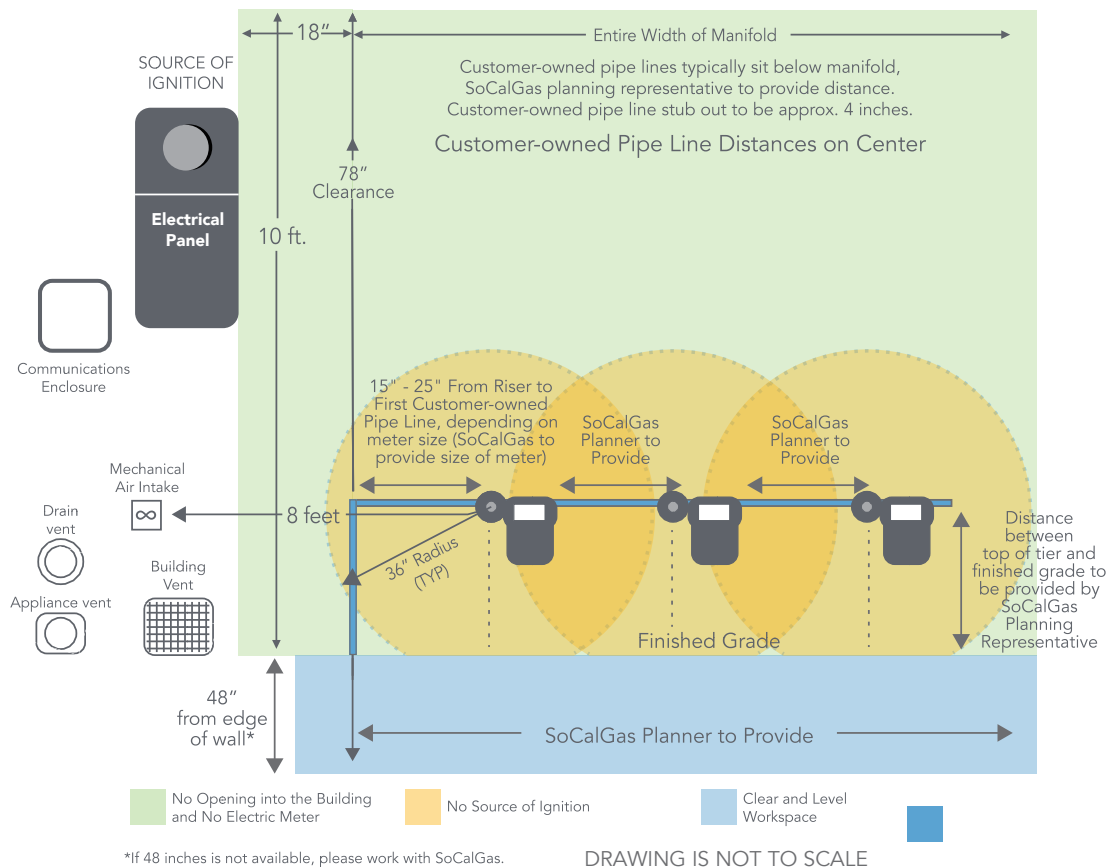 18”
Entire Width of Manifold
SOURCE OF
IGNITION
Customer-owned pipe lines typically sit below manifold,
SoCalGas planning representative to provide distance.
Customer-owned pipe line stub out to be approx. 4 inches.
Customer-owned Pipe Line Distances on Center
78”
Clearance
Electrical
Panel
10 ft.
Communications
Enclosure
15" - 25" From Riser to
First Customer-owned
Pipe Line, depending on
meter size (SoCalGas to
provide size of meter)
SoCalGas
Planner to
Provide
SoCalGas
Planner to
Provide
Mechanical
Air Intake
8 feet
Drain
vent
36” Radius
(TYP)
Building
Vent
Appliance vent
Distance
between
top of tier and
finished grade to
be provided by
SoCalGas
Planning
Representative
Finished Grade
48”
from edge
of wall*
SoCalGas Planner to Provide
No Opening into the Building
and No Electric Meter
No Source of Ignition
Clear and Level
Workspace
*If 48 inches is not available, please work with SoCalGas.
DRAWING IS NOT TO SCALE